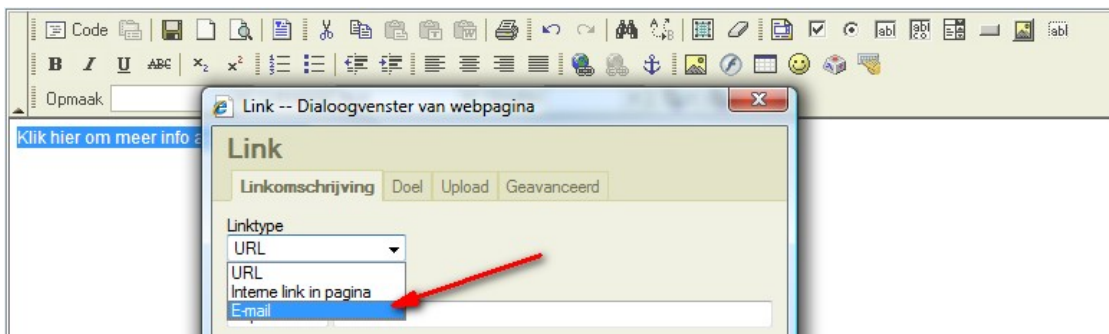 Code
B I U ABC x₂ x²
Opmaak
Link -- Dialoogvenster van webpagina
Klik hier om meer info
Link
Linkomschrijving Doel Upload Geavanceerd
Linktype
URL
URL
Interne link in pagina
E-mail